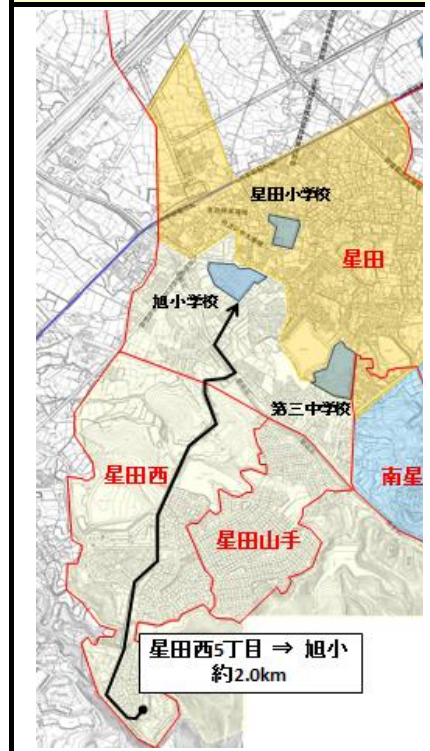 星田小学校
星田
旭小学校
第三中学校
星田西
南星
星田山手
星田西5丁目 ⇒ 旭小
約2.0km